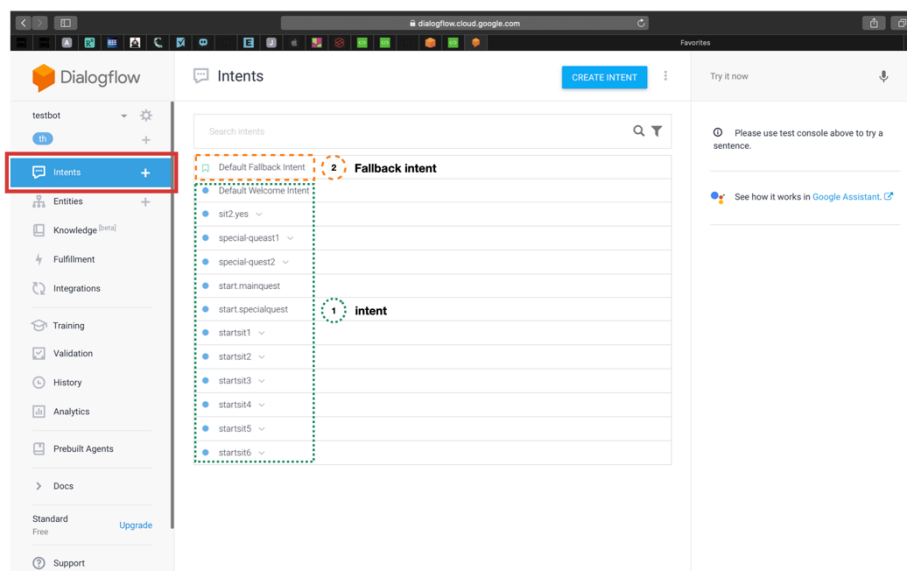 dialogflow.cloud.google.com
Favorites
Dialogflow
Intents
CREATE INTENT
Try it now
testbot
th
Search intents
Please use test console above to try a
sentence.
Intents
Default Fallback Intent
2
Fallback intent
Default Welcome Intent
See how it works in Google Assistant.
Entities
sit2.yes
Knowledge [beta]
special-queast1
Fulfillment
special-quest2
Integrations
start.mainquest
start.specialquest
1
intent
Training
startsit1
Validation
startsit2
History
startsit3
Analytics
startsit4
startsit5
Prebuilt Agents
startsit6
Docs
Standard
Free
Upgrade
Support